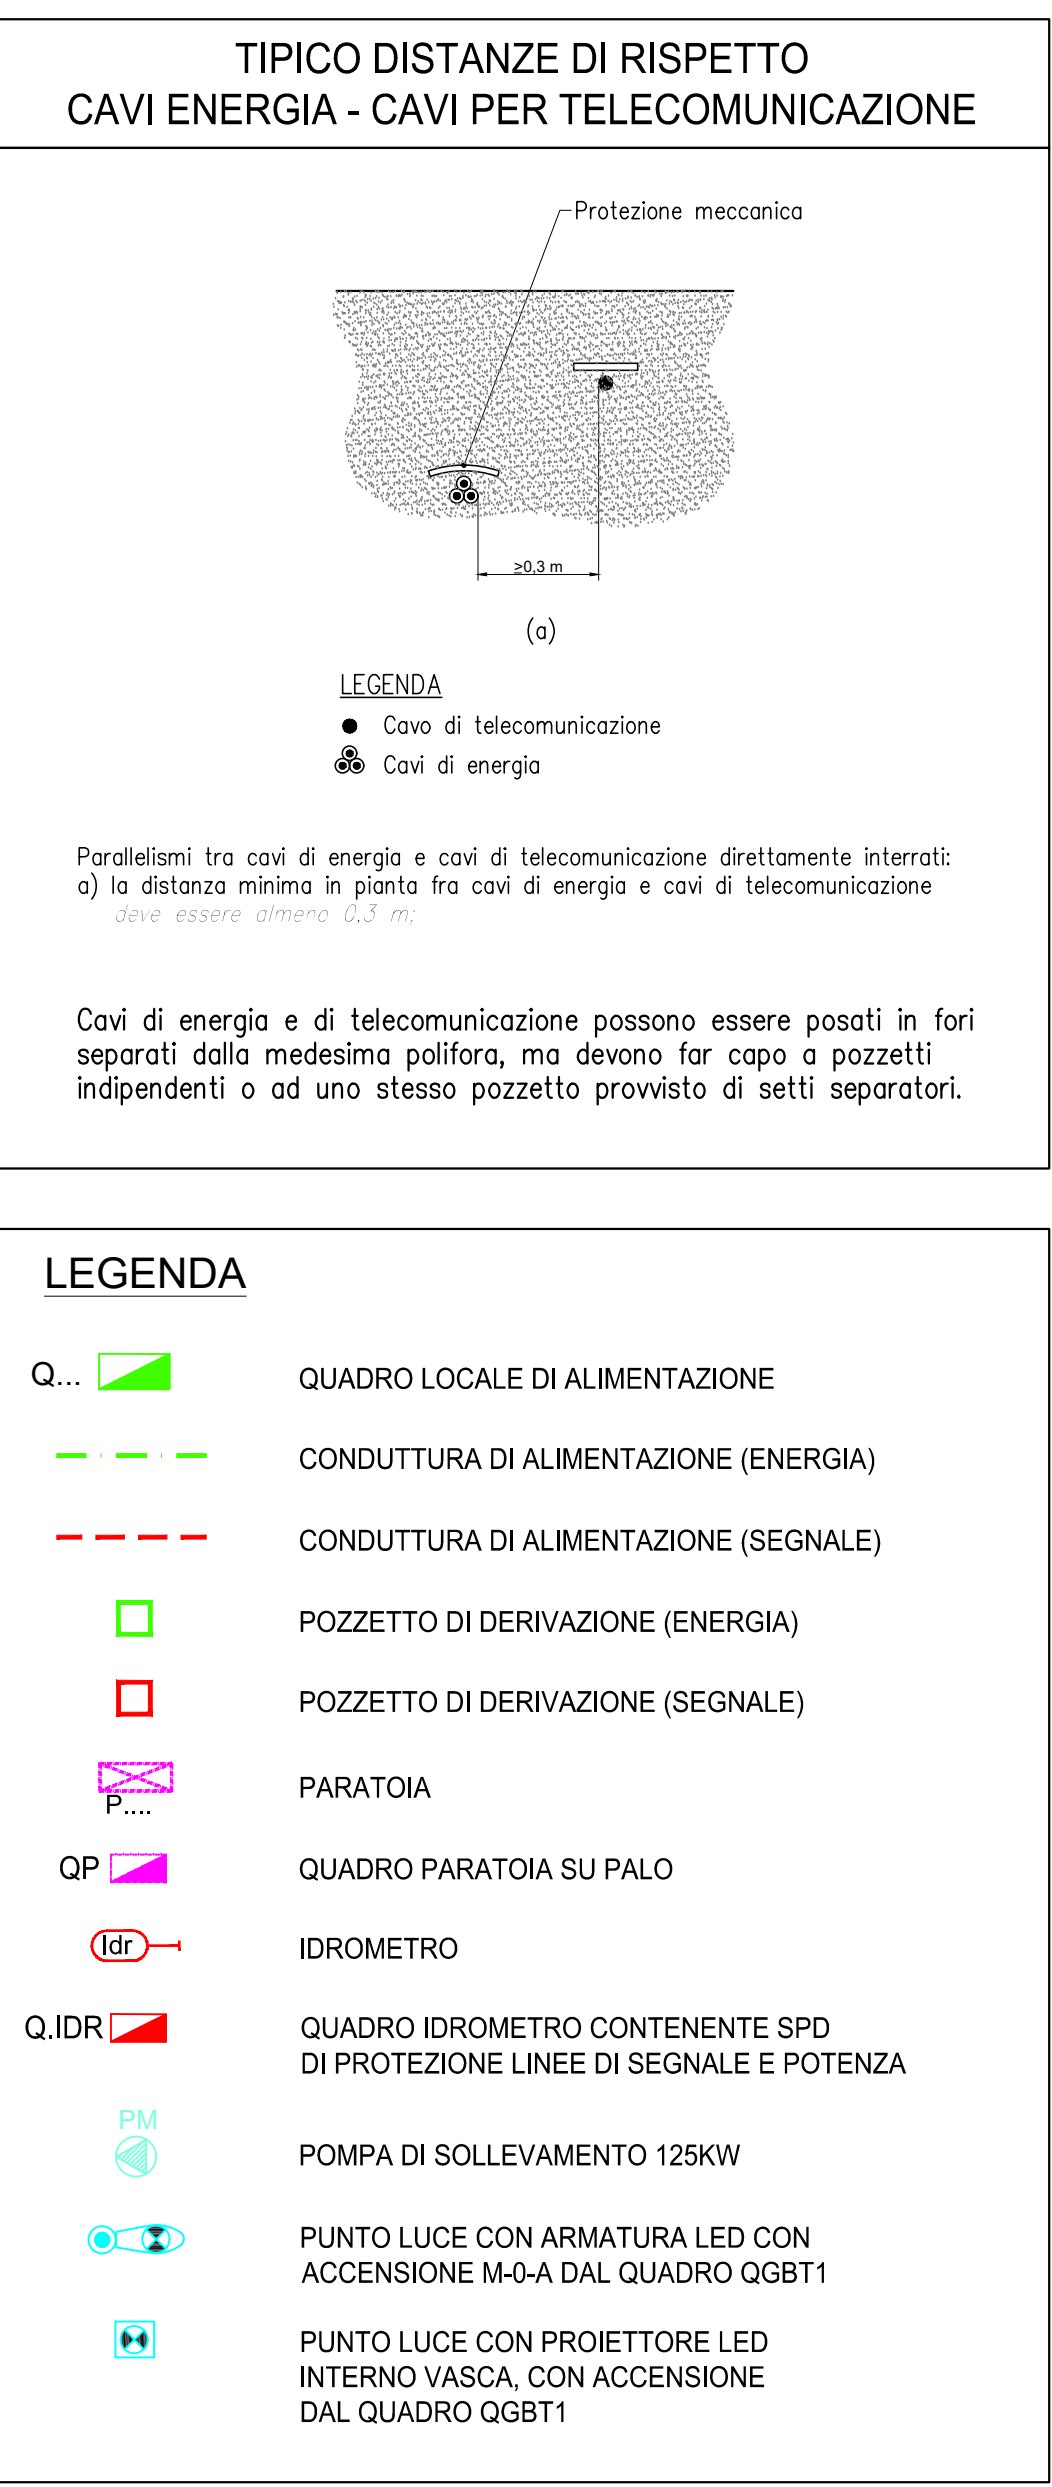 TIPICO DISTANZE DI RISPETTO
CAVI ENERGIA - CAVI PER TELECOMUNICAZIONE
Protezione meccanica
≥0,3 m
(a)
LEGENDA
Cavo di telecomunicazione
Cavi di energia
Parallelismi tra cavi di energia e cavi di telecomunicazione direttamente interrati:
a) la distanza minima in pianta fra cavi di energia e cavi di telecomunicazione
deve essere almeno 0,3 m;
Cavi di energia e di telecomunicazione possono essere posati in fori
separati dalla medesima polifora, ma devono far capo a pozzetti
indipendenti o ad uno stesso pozzetto provvisto di setti separatori.
LEGENDA
Q... QUADRO LOCALE DI ALIMENTAZIONE
CONDUTTURA DI ALIMENTAZIONE (ENERGIA)
CONDUTTURA DI ALIMENTAZIONE (SEGNALE)
POZZETTO DI DERIVAZIONE (ENERGIA)
POZZETTO DI DERIVAZIONE (SEGNALE)
PARATOIA
P....
QP QUADRO PARATOIA SU PALO
Idr IDROMETRO
Q.IDR QUADRO IDROMETRO CONTENENTE SPD
DI PROTEZIONE LINEE DI SEGNALE E POTENZA
PM
POMPA DI SOLLEVAMENTO 125KW
PUNTO LUCE CON ARMATURA LED CON
ACCENSIONE M-0-A DAL QUADRO QGBT1
PUNTO LUCE CON PROIETTORE LED
INTERNO VASCA, CON ACCENSIONE
DAL QUADRO QGBT1